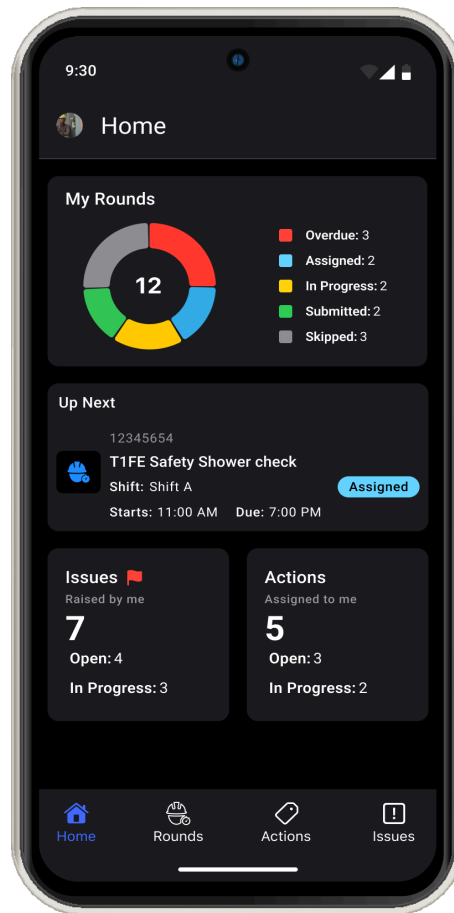 9:30
Home
My Rounds
12
Overdue: 3
Assigned: 2
In Progress: 2
Submitted: 2
Skipped: 3
Up Next
12345654
T1FE Safety Shower check
Shift: Shift A
Assigned
Starts: 11:00 AM Due: 7:00 PM
Issues
Raised by me
7
Open: 4
In Progress: 3
Actions
Assigned to me
5
Open: 3
In Progress: 2
Home
Rounds
Actions
Issues